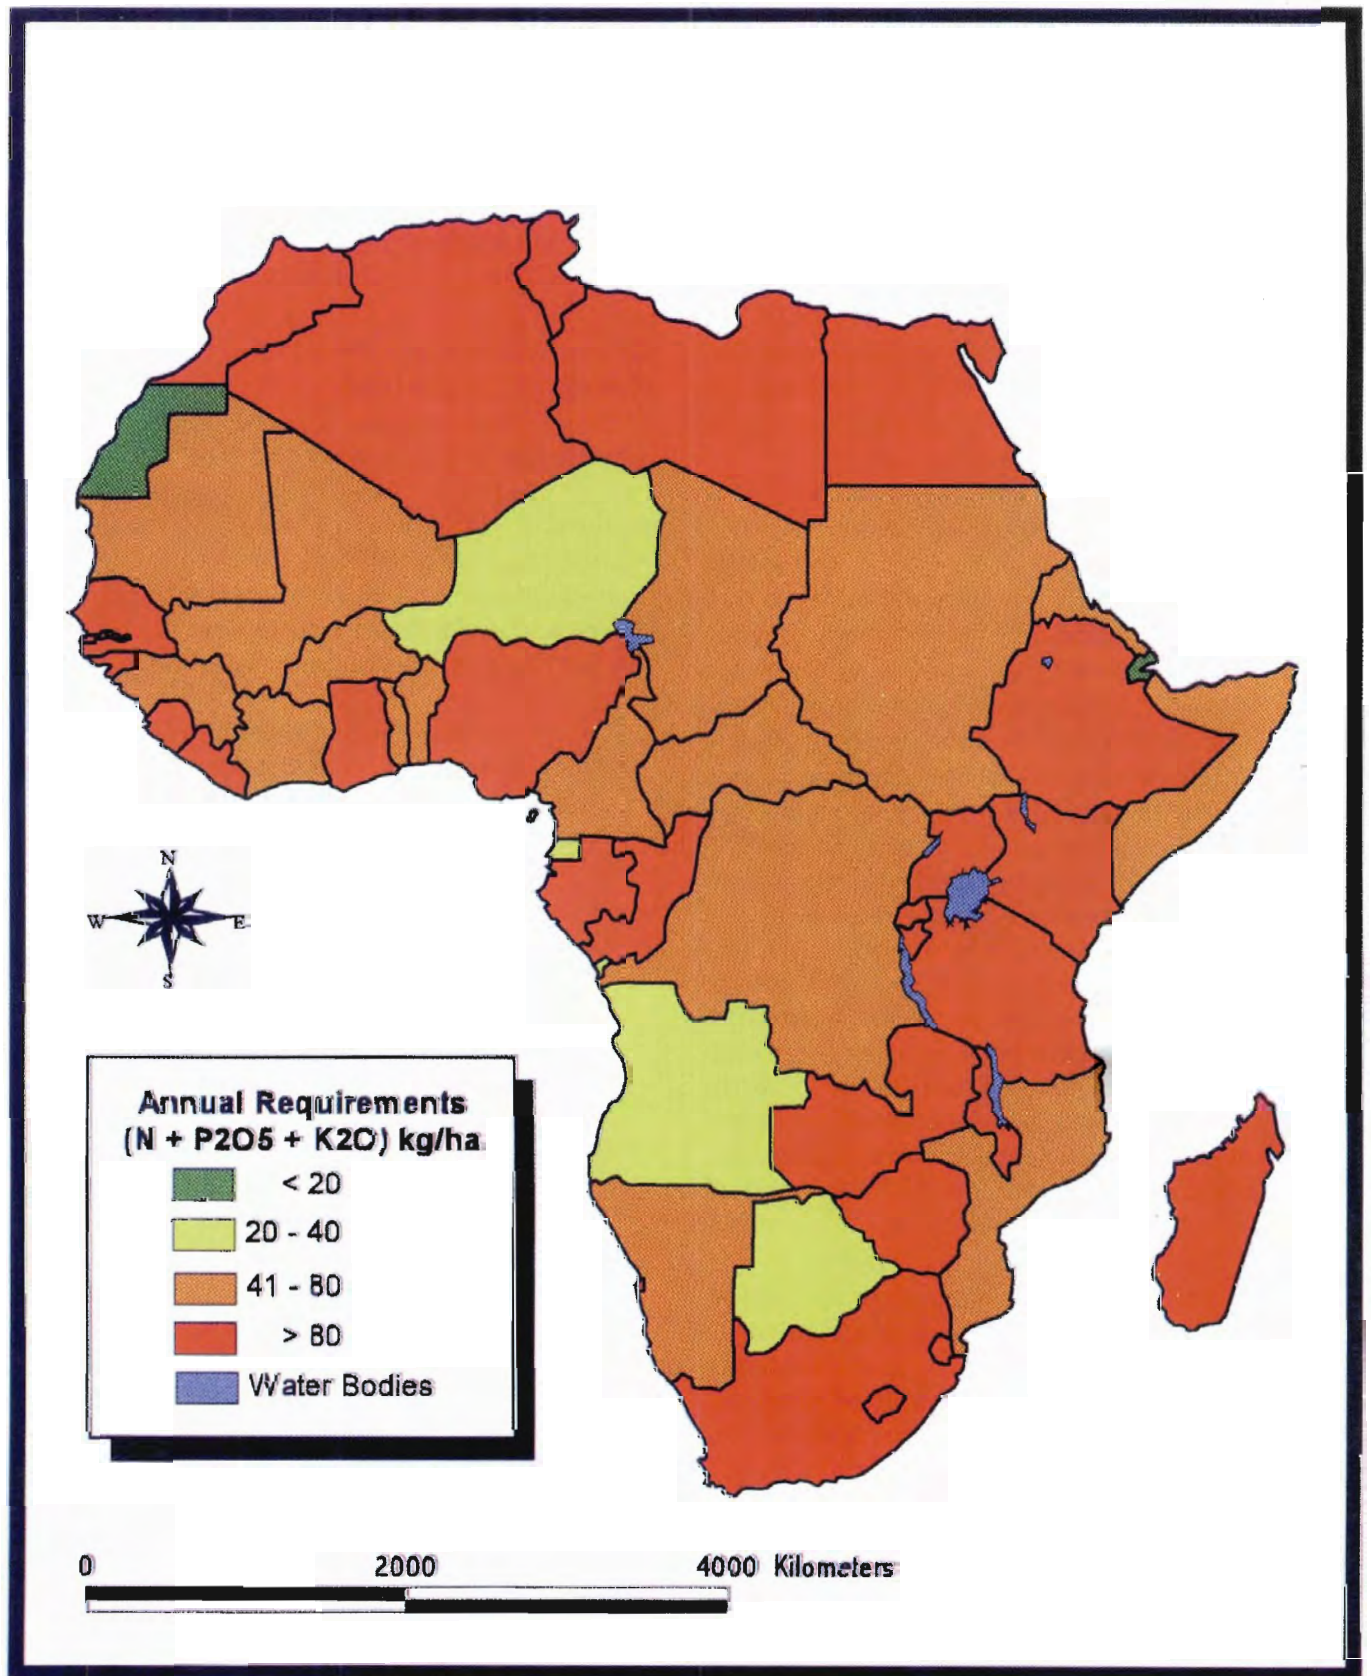 N
W
E
S
Annual Requirements
(N + P2O5 + K2O) kg/ha
< 20
20 - 40
41 - 80
> 80
Water Bodies
0 2000 4000 Kilometers